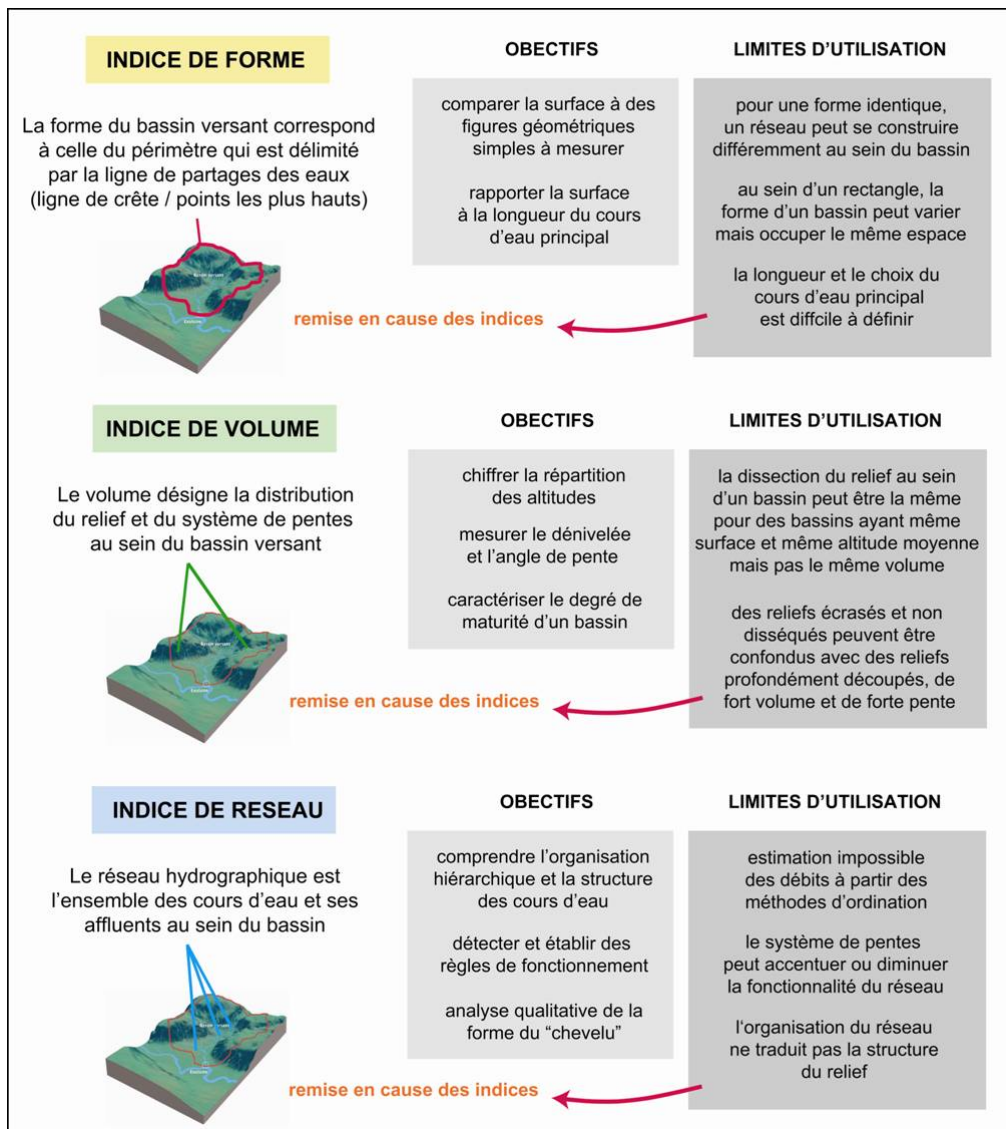 INDICE DE FORME
La forme du bassin versant correspond
à celle du périmètre qui est délimité
par la ligne de partages des eaux
(ligne de crête / points les plus hauts)
OBECTIFS
comparer la surface à des
figures géométriques
simples à mesurer
rapporter la surface
à la longueur du cours
d'eau principal
LIMITES D'UTILISATION
pour une forme identique,
un réseau peut se construire
différemment au sein du bassin
au sein d'un rectangle, la
forme d'un bassin peut varier
mais occuper le même espace
la longueur et le choix du
cours d'eau principal
est diffcile à définir
remise en cause des indices
INDICE DE VOLUME
Le volume désigne la distribution
du relief et du système de pentes
au sein du bassin versant
OBECTIFS
chiffrer la répartition
des altitudes
mesurer le dénivelée
et l'angle de pente
caractériser le degré de
maturité d'un bassin
LIMITES D'UTILISATION
la dissection du relief au sein
d'un bassin peut être la même
pour des bassins ayant même
surface et même altitude moyenne
mais pas le même volume
des reliefs écrasés et non
disséqués peuvent être
confondus avec des reliefs
profondément découpés, de
fort volume et de forte pente
remise en cause des indices
INDICE DE RESEAU
Le réseau hydrographique est
l'ensemble des cours d'eau et ses
affluents au sein du bassin
OBECTIFS
comprendre l'organisation
hiérarchique et la structure
des cours d'eau
détecter et établir des
règles de fonctionnement
analyse qualitative de la
forme du "chevelu"
LIMITES D'UTILISATION
estimation impossible
des débits à partir des
méthodes d'ordination
le système de pentes
peut accentuer ou diminuer
la fonctionnalité du réseau
l'organisation du réseau
ne traduit pas la structure
du relief
remise en cause des indices